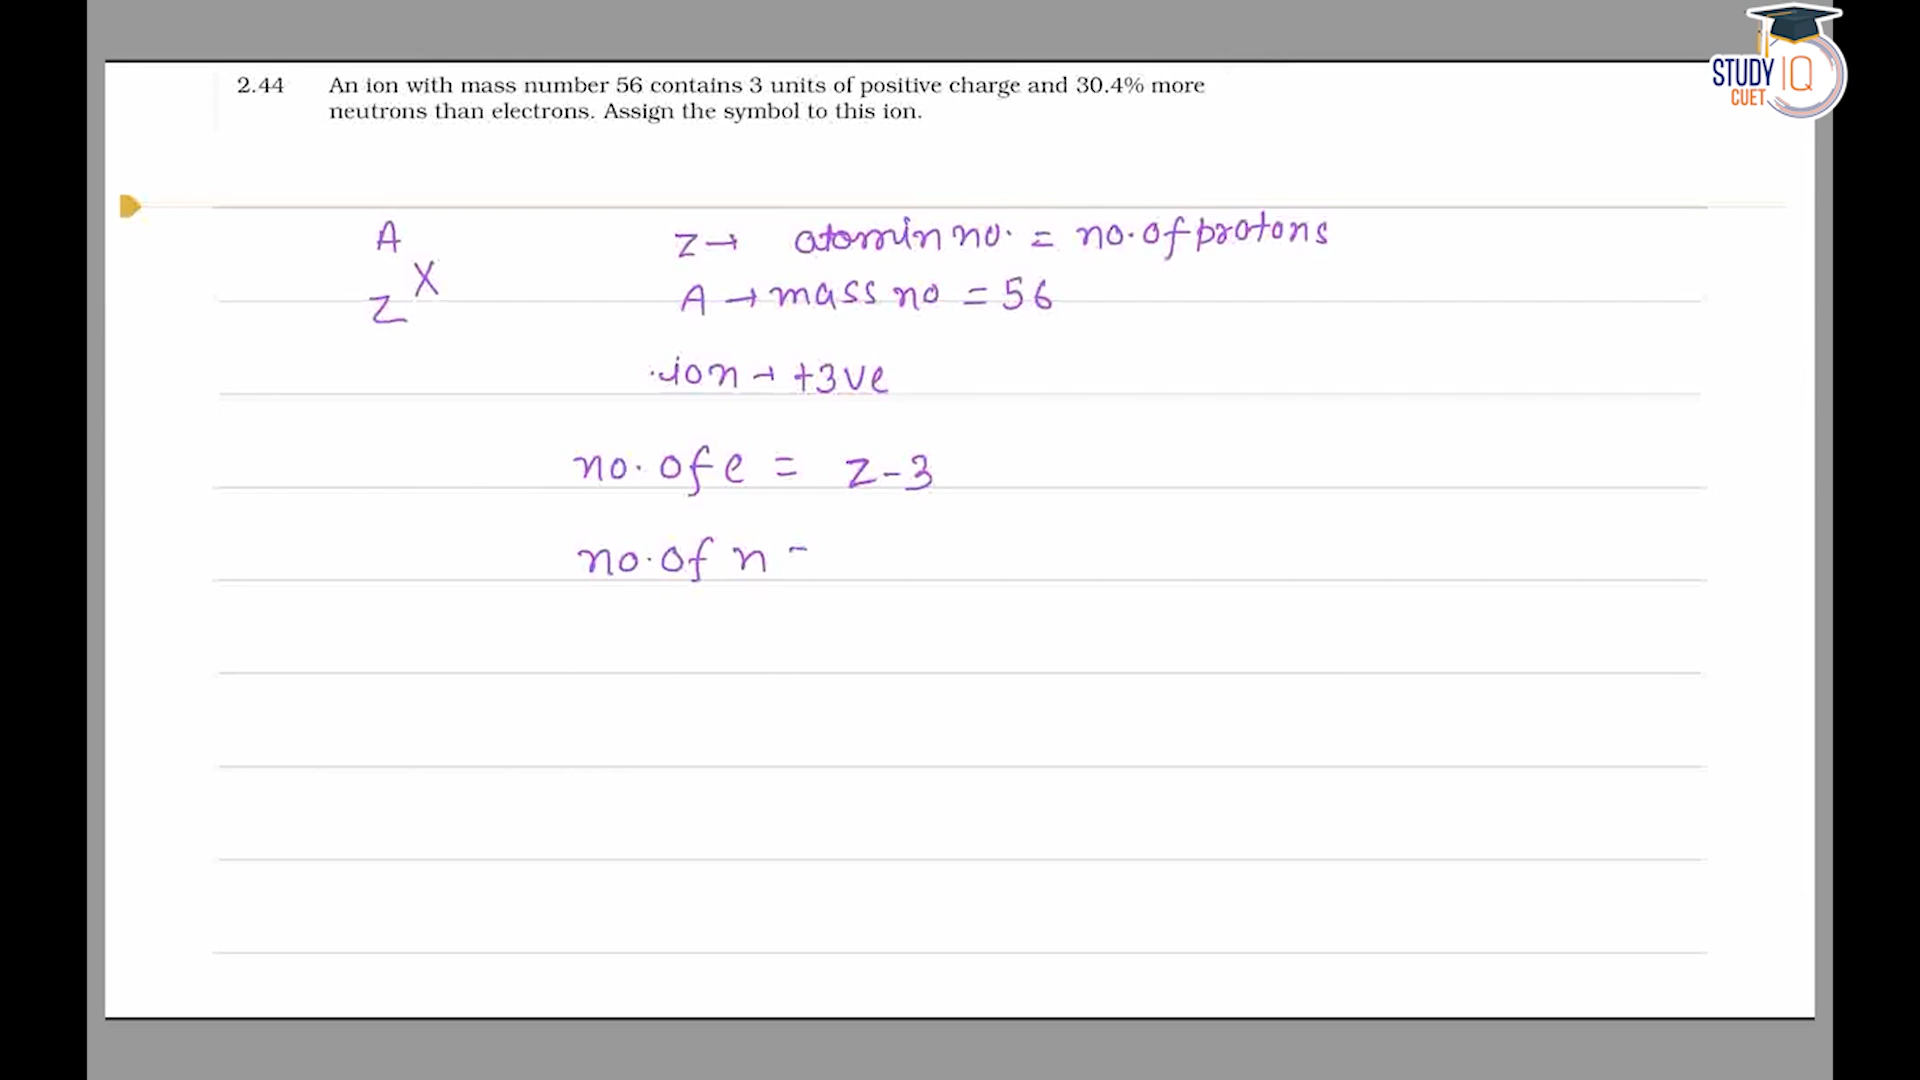 2.44 An ion with mass number 56 contains 3 units of positive charge and 30.4% more
neutrons than electrons. Assign the symbol to this ion.
STUDY IQ
CUET
A
X
Z
Z → atomin no. = no. of protons
A → mass no = 56
ion → +3ve
no. of e = Z-3
no. of n -